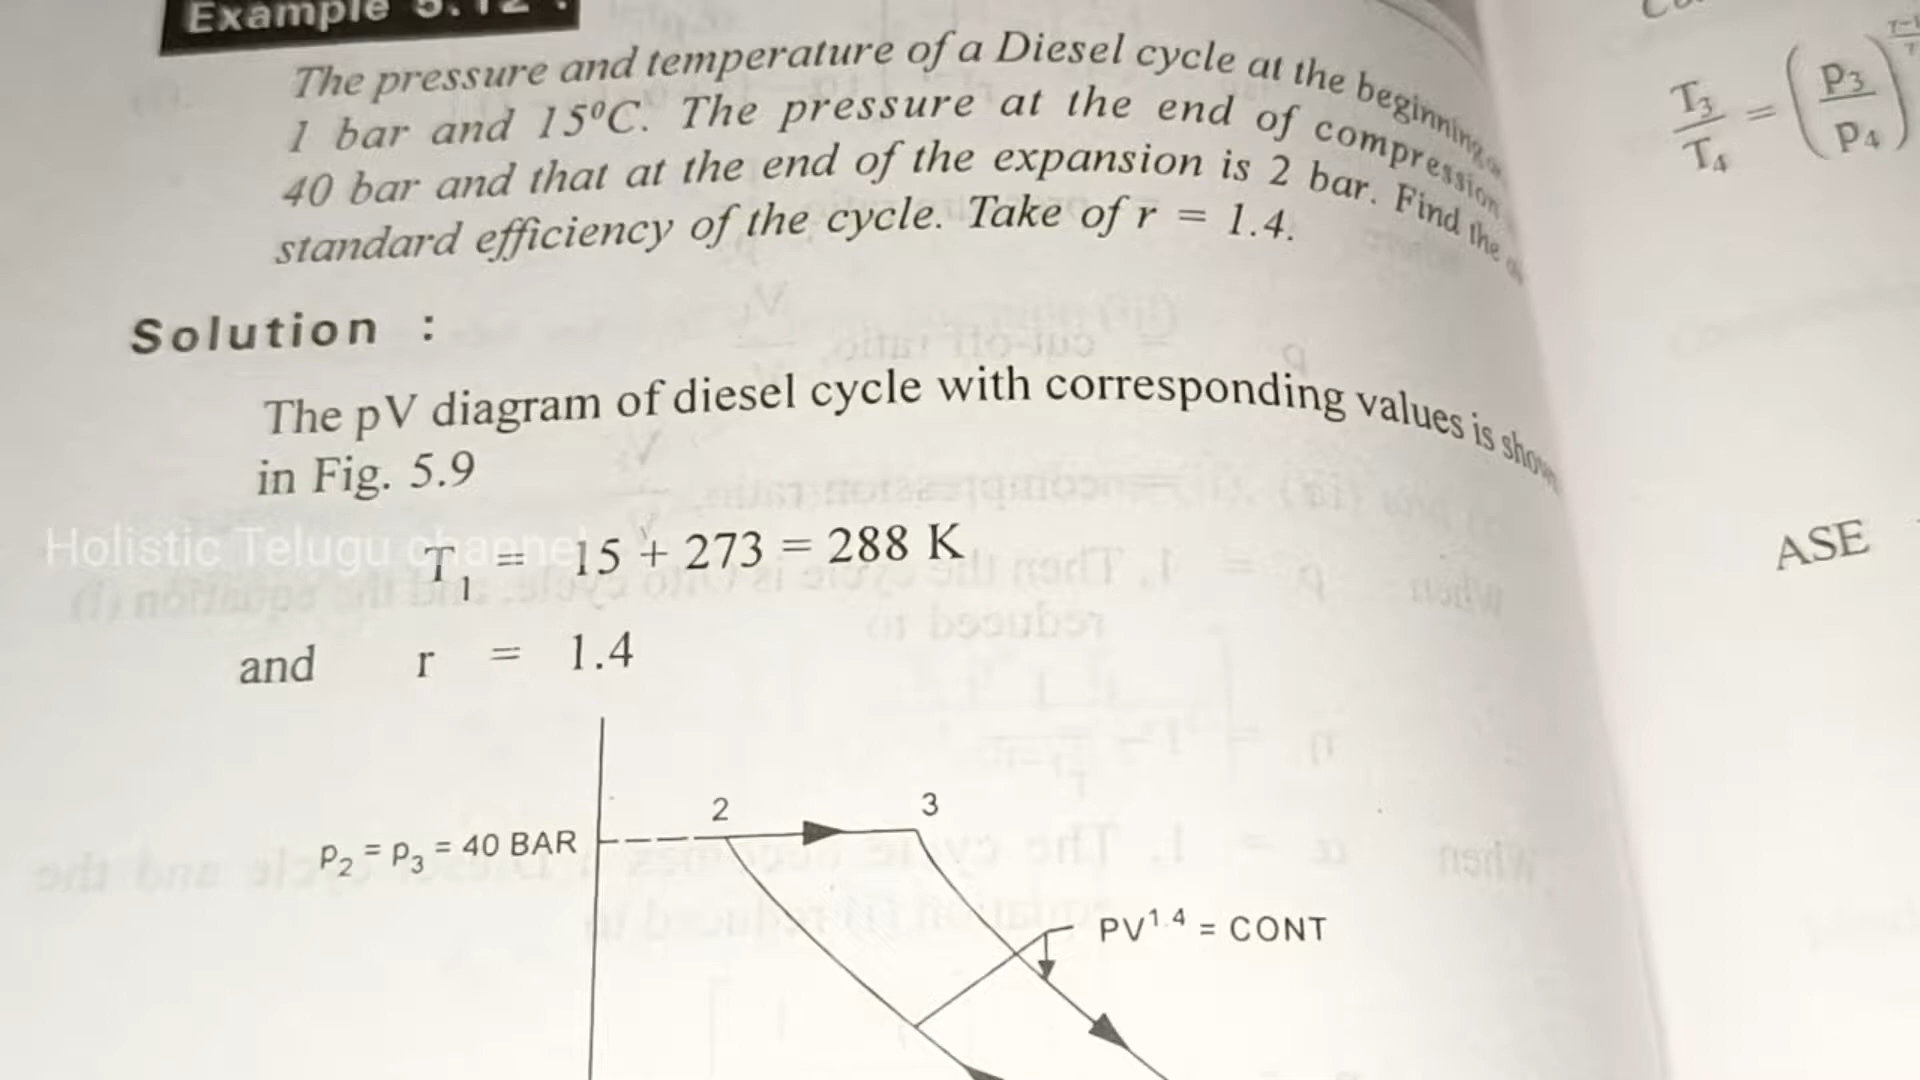 Example 5.12 :
The pressure and temperature of a Diesel cycle at the beginning
1 bar and 15°C. The pressure at the end of compression
40 bar and that at the end of the expansion is 2 bar. Find the
standard efficiency of the cycle. Take of r = 1.4.
Solution :
The pV diagram of diesel cycle with corresponding values is shown
in Fig. 5.9
Holistic Telugu channel
T₁ = 15 + 273 = 288 K
and r = 1.4
2
3
p₂ = p₃ = 40 BAR
PV¹·⁴ = CONT
T₃/T₄ = (p₃/p₄)
ASE